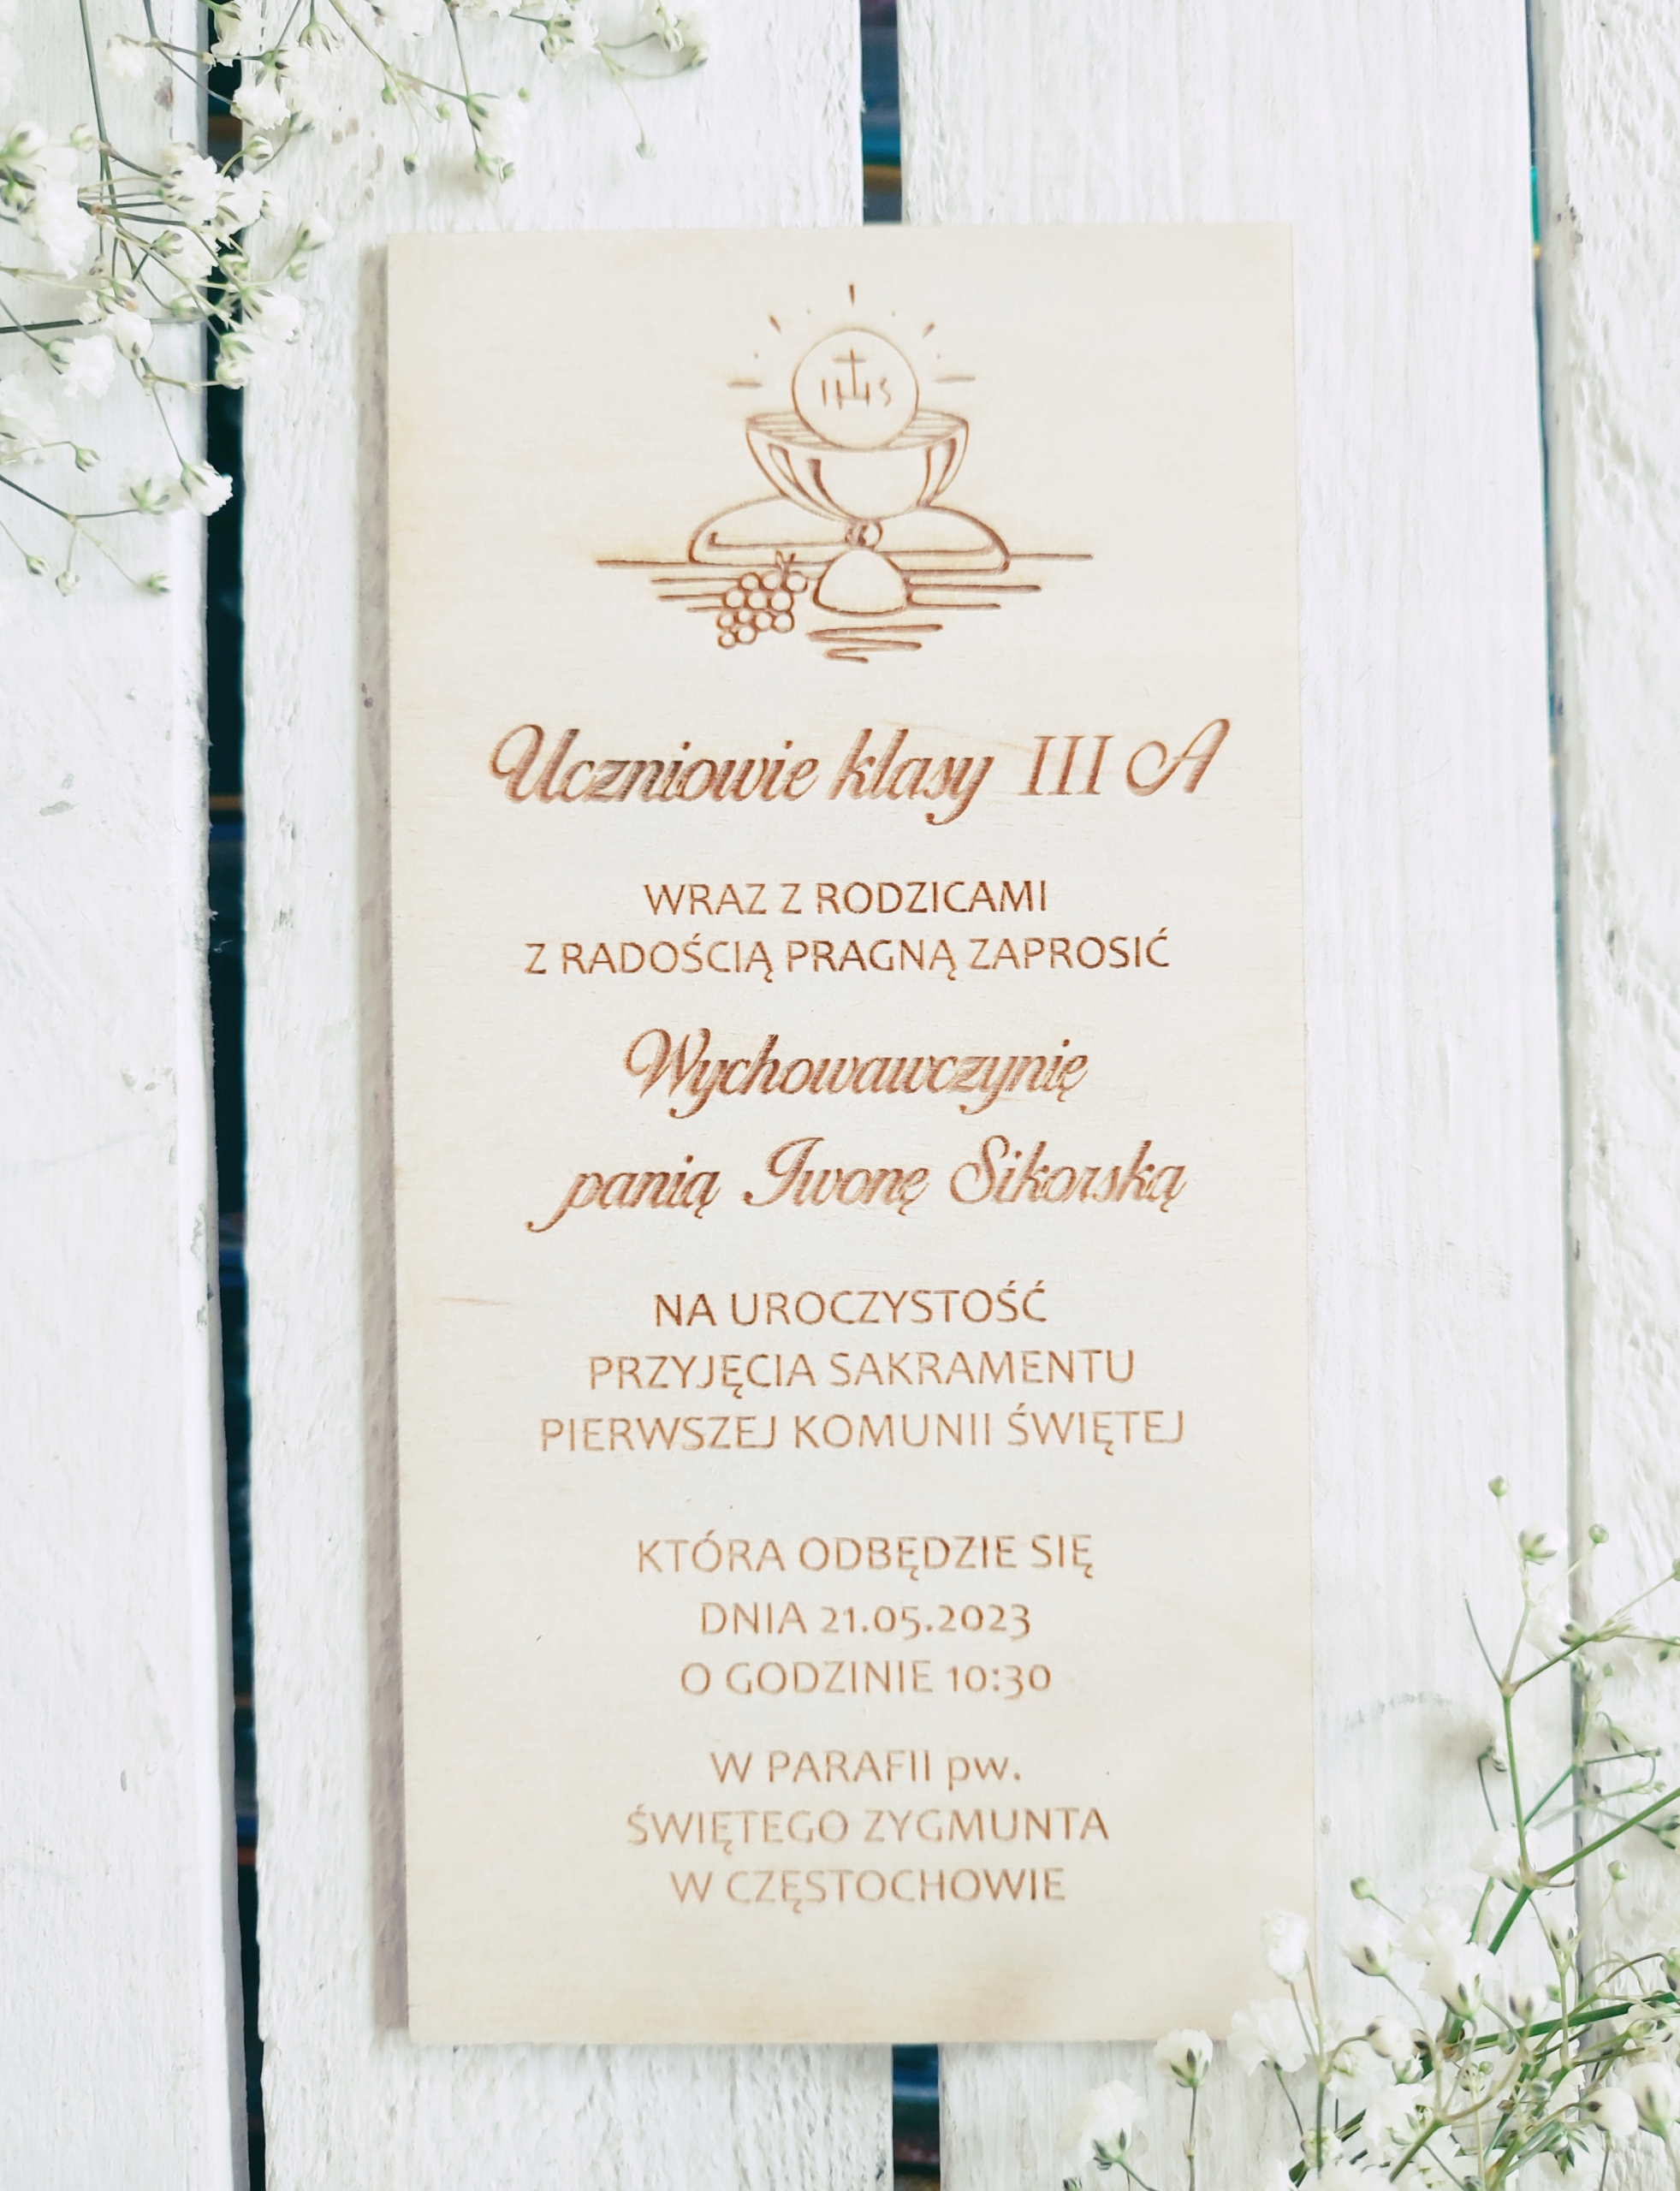 IHS
Uczniowie klasy III A
WRAZ Z RODZICAMI
Z RADOŚCIĄ PRAGNĄ ZAPROSIĆ
Wychowawczynię
panią Iwonę Sikorską
NA UROCZYSTOŚĆ
PRZYJĘCIA SAKRAMENTU
PIERWSZEJ KOMUNII ŚWIĘTEJ
KTÓRA ODBĘDZIE SIĘ
DNIA 21.05.2023
O GODZINIE 10:30
W PARAFII pw.
ŚWIĘTEGO ZYGMUNTA
W CZĘSTOCHOWIE